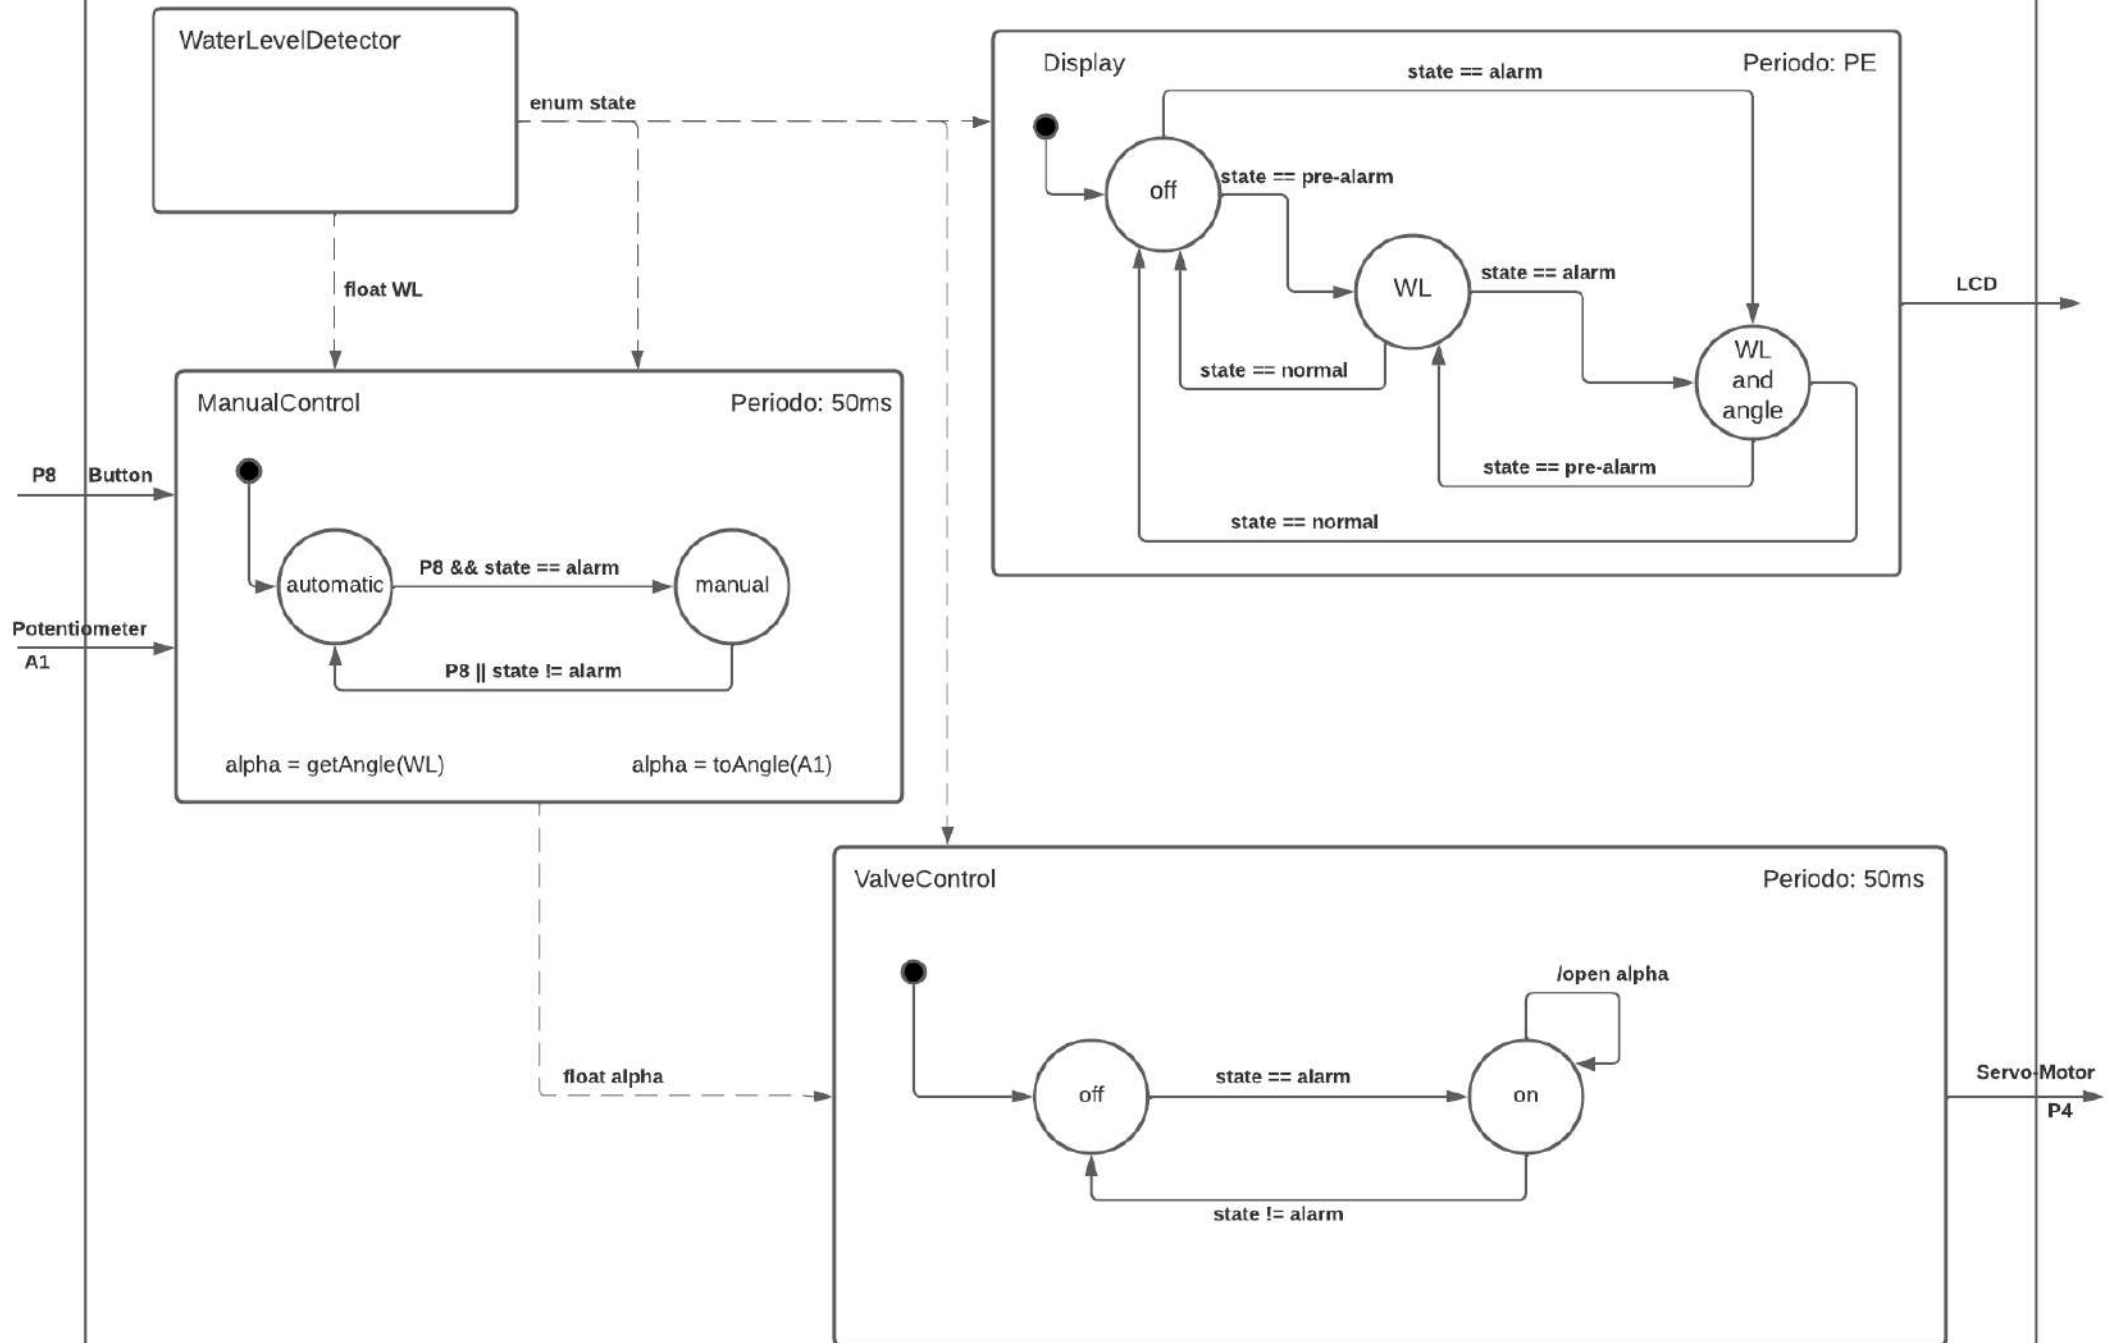 WaterLevelDetector
enum state
float WL
Display
Periodo: PE
state == alarm
off
state == pre-alarm
WL
state == alarm
state == normal
WL
and
angle
state == pre-alarm
state == normal
LCD
ManualControl
Periodo: 50ms
P8
Button
automatic
P8 && state == alarm
manual
Potentiometer
A1
P8 || state != alarm
alpha = getAngle(WL)
alpha = toAngle(A1)
float alpha
ValveControl
Periodo: 50ms
/open alpha
off
state == alarm
on
state != alarm
Servo-Motor
P4